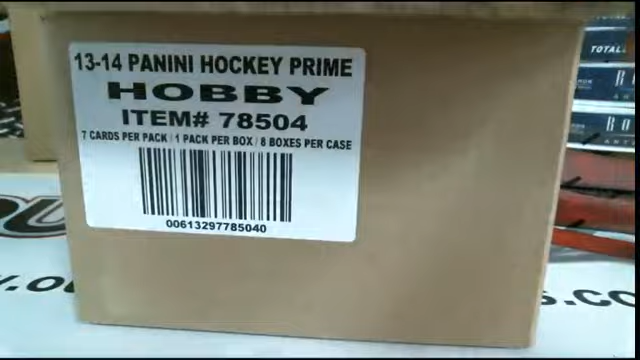 13-14 PANINI HOCKEY PRIME
HOBBY
ITEM# 78504
7 CARDS PER PACK / 1 PACK PER BOX / 8 BOXES PER CASE
00613297785040
TOTAL